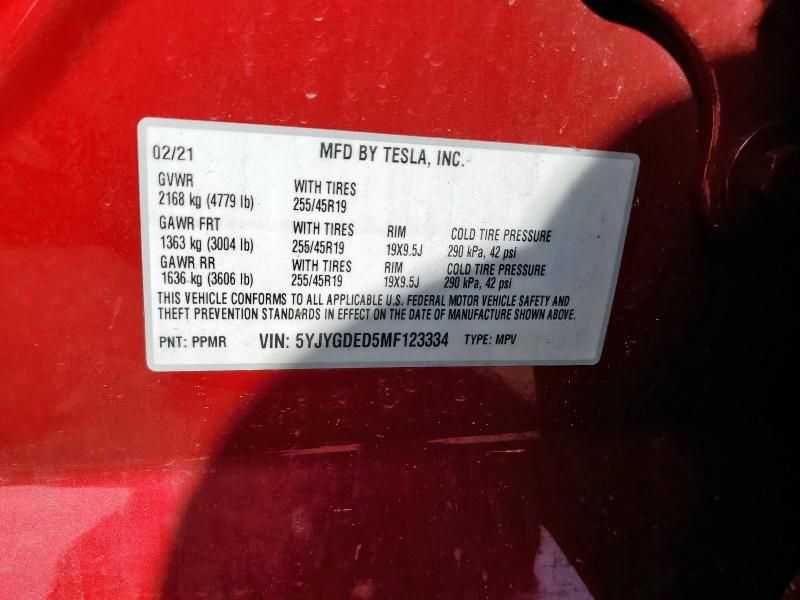 02/21 MFD BY TESLA, INC.
GVWR WITH TIRES
2168 kg (4779 lb) 255/45R19
GAWR FRT WITH TIRES RIM COLD TIRE PRESSURE
1363 kg (3004 lb) 255/45R19 19X9.5J 290 kPa, 42 psi
GAWR RR WITH TIRES RIM COLD TIRE PRESSURE
1636 kg (3606 lb) 255/45R19 19X9.5J 290 kPa, 42 psi
THIS VEHICLE CONFORMS TO ALL APPLICABLE U.S. FEDERAL MOTOR VEHICLE SAFETY AND
THEFT PREVENTION STANDARDS IN EFFECT ON THE DATE OF MANUFACTURE SHOWN ABOVE.
PNT: PPMR VIN: 5YJYGDED5MF123334 TYPE: MPV